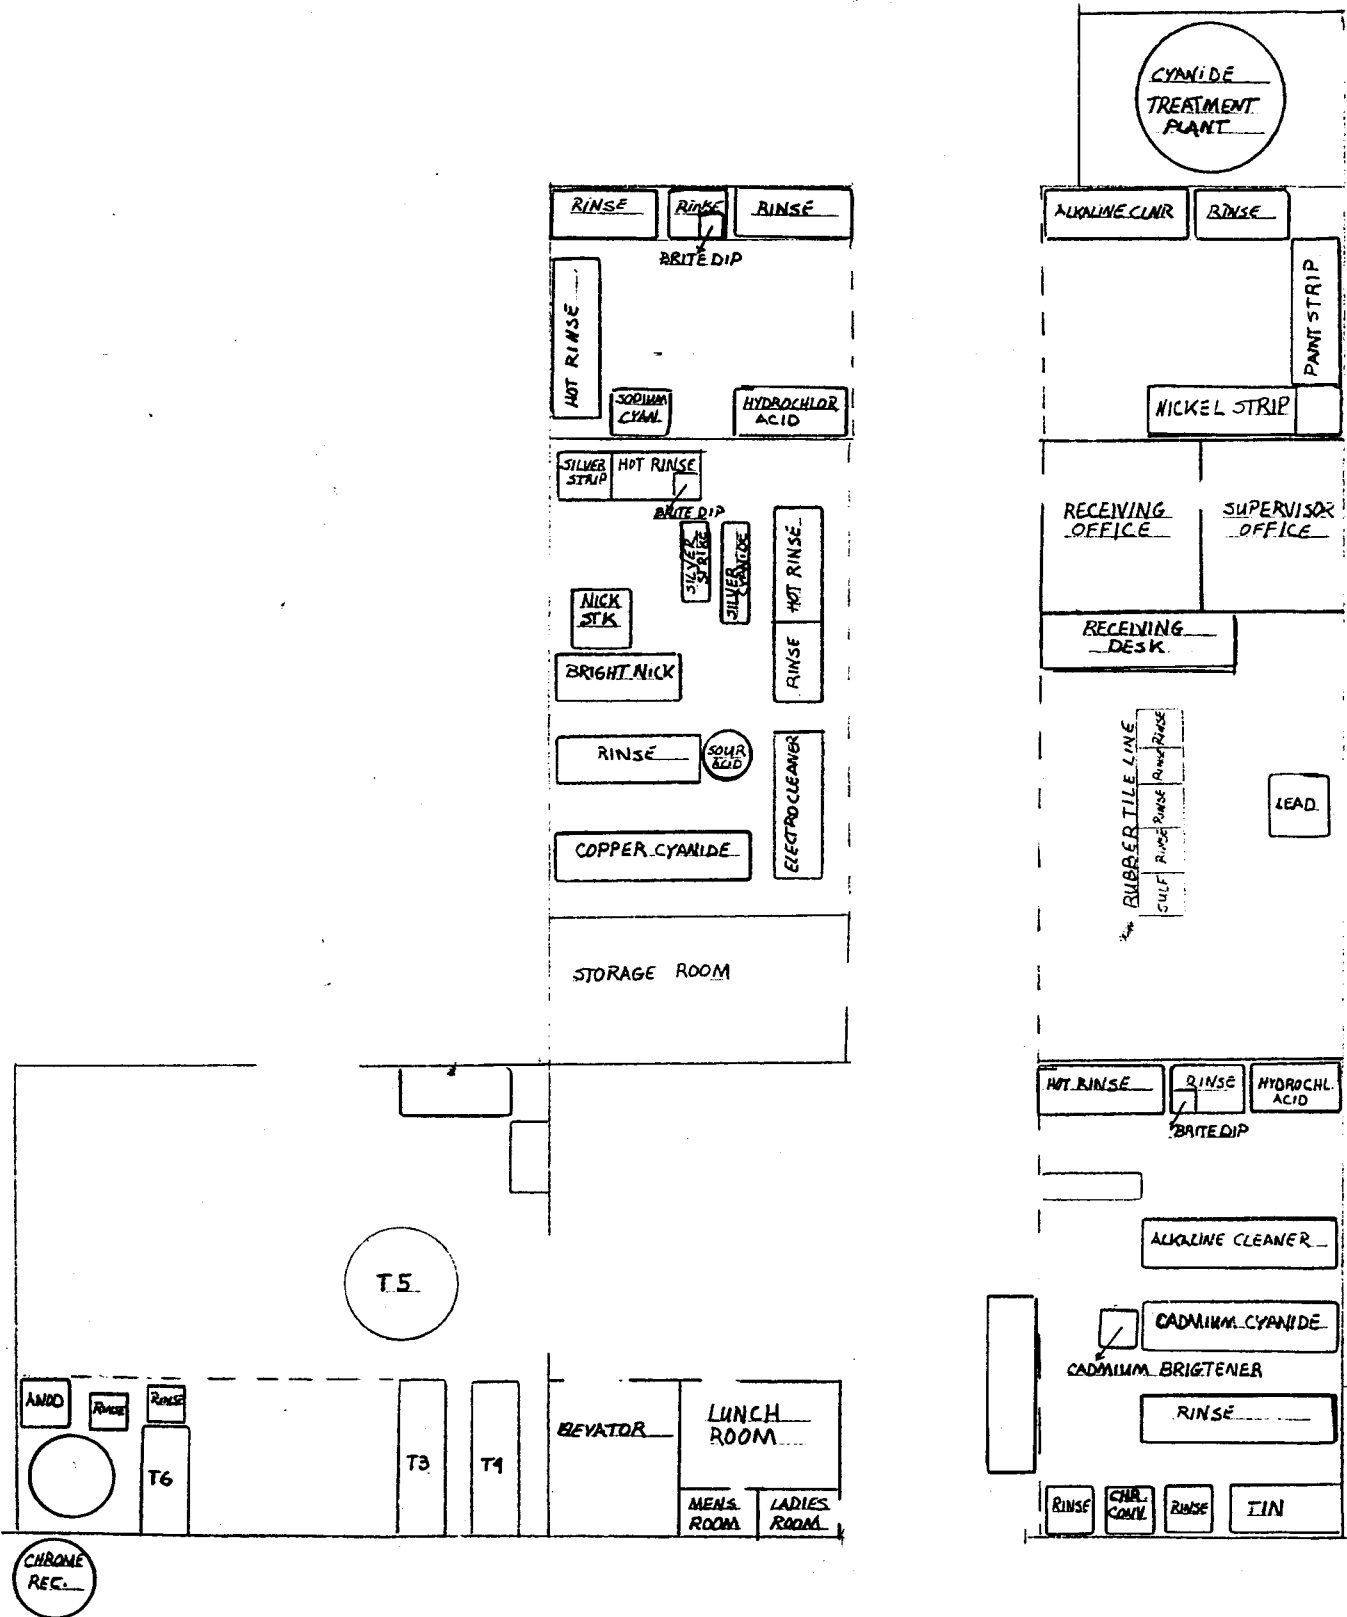 CYANIDE
TREATMENT
PLANT
RINSE
RINSE
RINSE
BRITE DIP
ALKALINE CLNR
RINSE
HOT RINSE
PAINT STRIP
SODIUM
CYAN.
HYDROCHLOR
ACID
NICKEL STRIP
SILVER
STRIP
HOT RINSE
BRITE DIP
SILVER
STRIKE
SILVER
CYANIDE
HOT RINSE
RECEIVING
OFFICE
SUPERVISOR
OFFICE
NICK
STK
BRIGHT NICK
RINSE
RECEIVING
DESK
RINSE
SOUR
ACID
ELECTROCLEANER
RUBBER TILE LINE
RINSE
RINSE
RINSE
RINSE
SULF
LEAD
COPPER CYANIDE
STORAGE ROOM
HOT RINSE
RINSE
HYDROCHL.
ACID
BRITE DIP
ALKALINE CLEANER
T5
CADMIUM CYANIDE
CADMIUM BRIGTENER
ANOD
RINSE
RINSE
T6
T3
T4
ELEVATOR
LUNCH
ROOM
MENS
ROOM
LADIES
ROOM
RINSE
RINSE
CHR.
CONV.
RINSE
TIN
CHROME
REC.